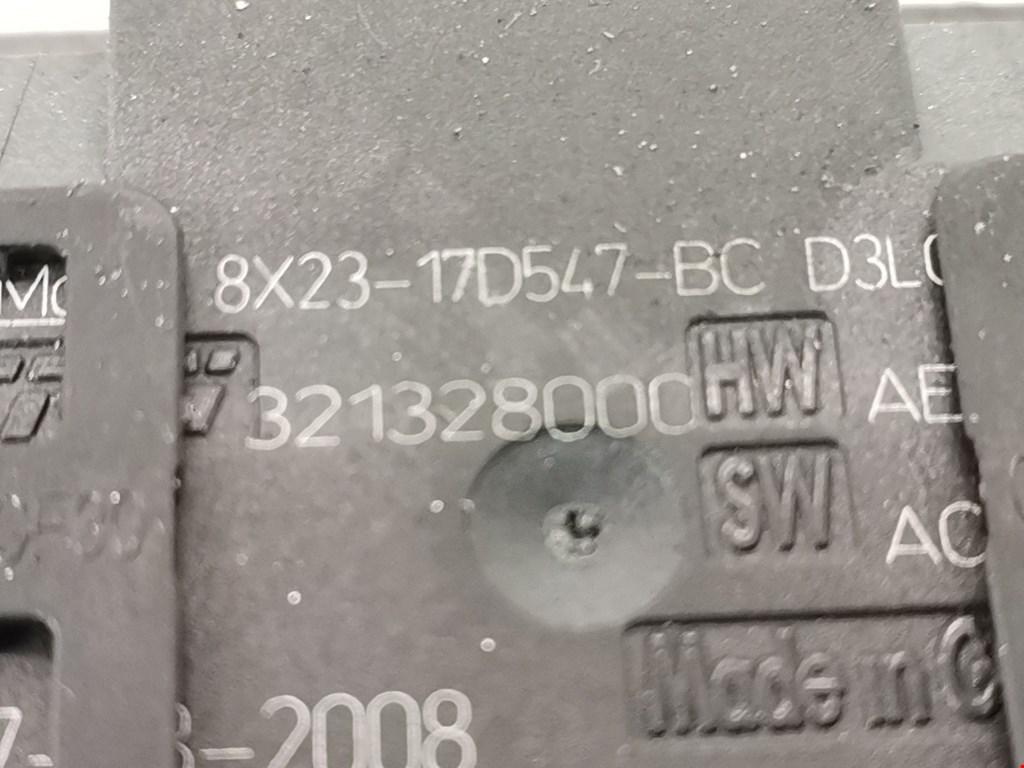 8X23-17D547-BC D3L
321328000 HW AE.
SW AC
Made in
-2008